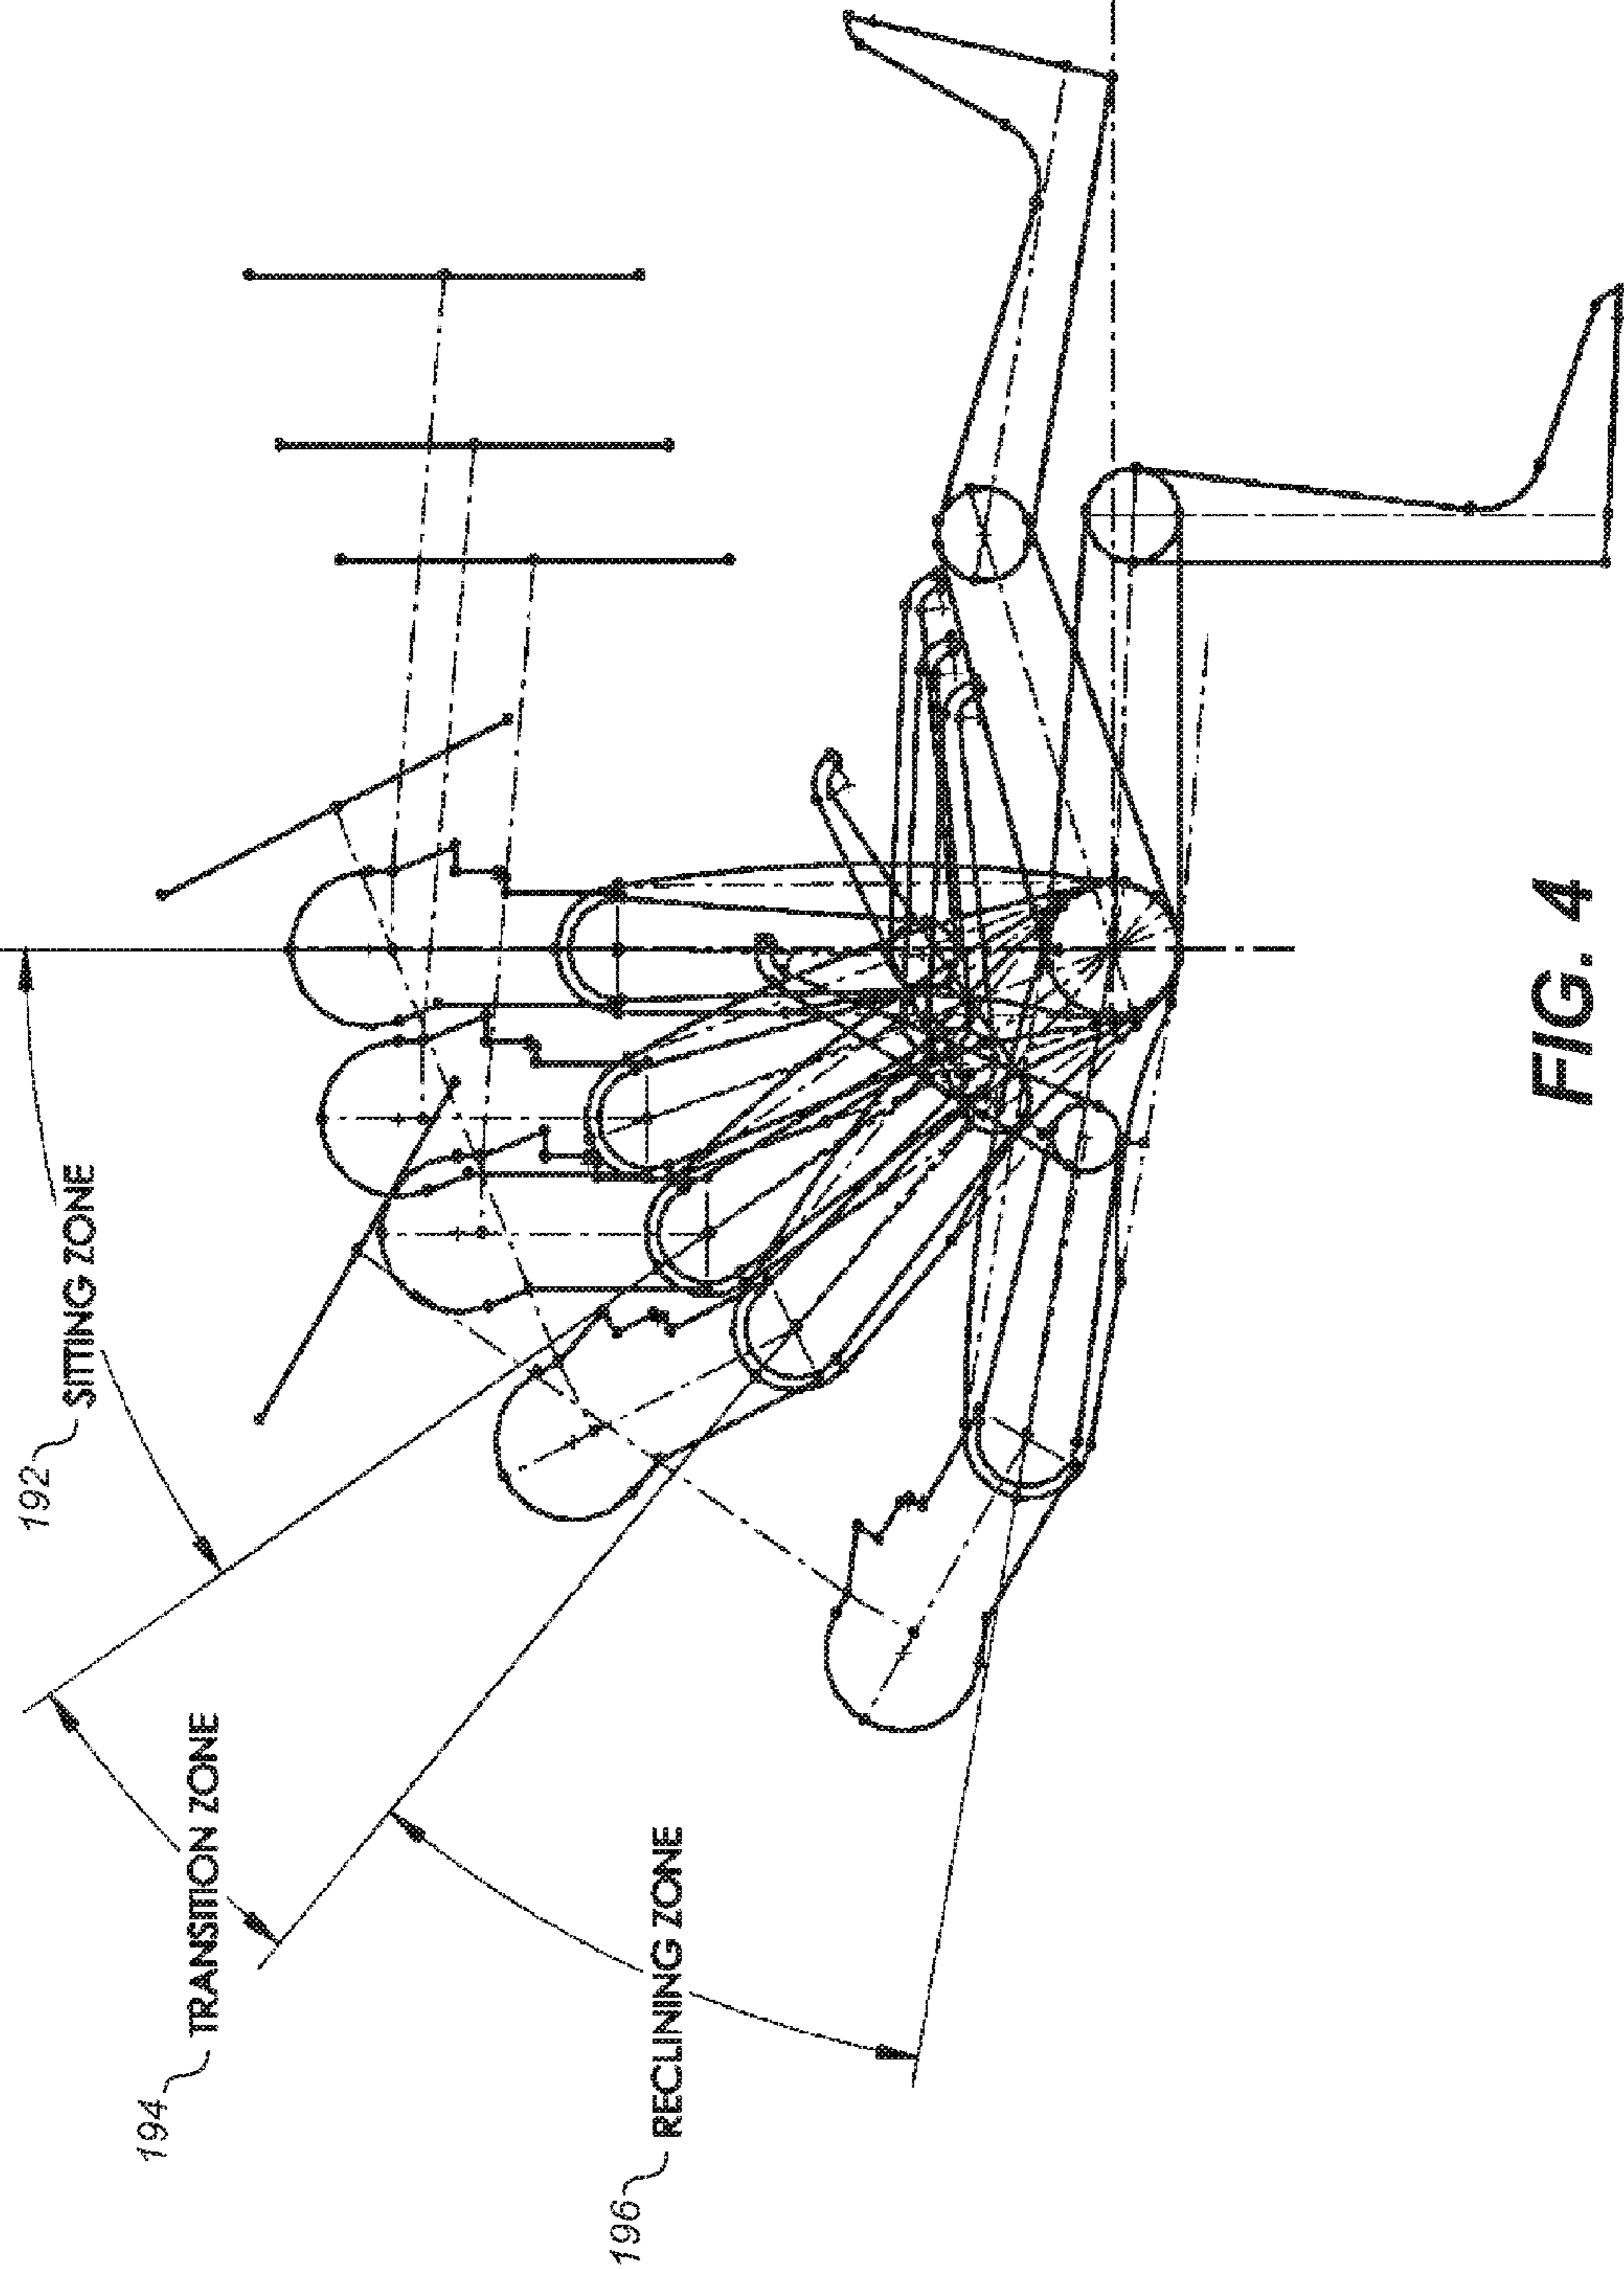 192 SITTING ZONE
194 TRANSITION ZONE
196 RECLINING ZONE
FIG. 4